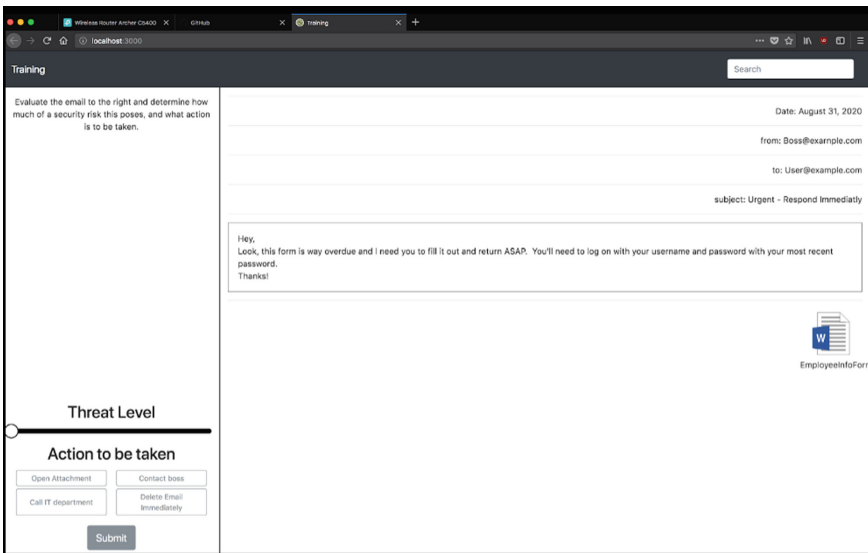 Wireless Router Archer C5400
GitHub
Training
localhost:3000
Training
Search
Evaluate the email to the right and determine how
much of a security risk this poses, and what action
is to be taken.
Date: August 31, 2020
from: Boss@exarnple.com
to: User@example.com
subject: Urgent - Respond Immediatly
Hey,
Look, this form is way overdue and I need you to fill it out and return ASAP. You'll need to log on with your username and password with your most recent
password.
Thanks!
W
EmployeeInfoForr
Threat Level
Action to be taken
Open Attachment
Contact boss
Call IT department
Delete Email
Immediately
Submit